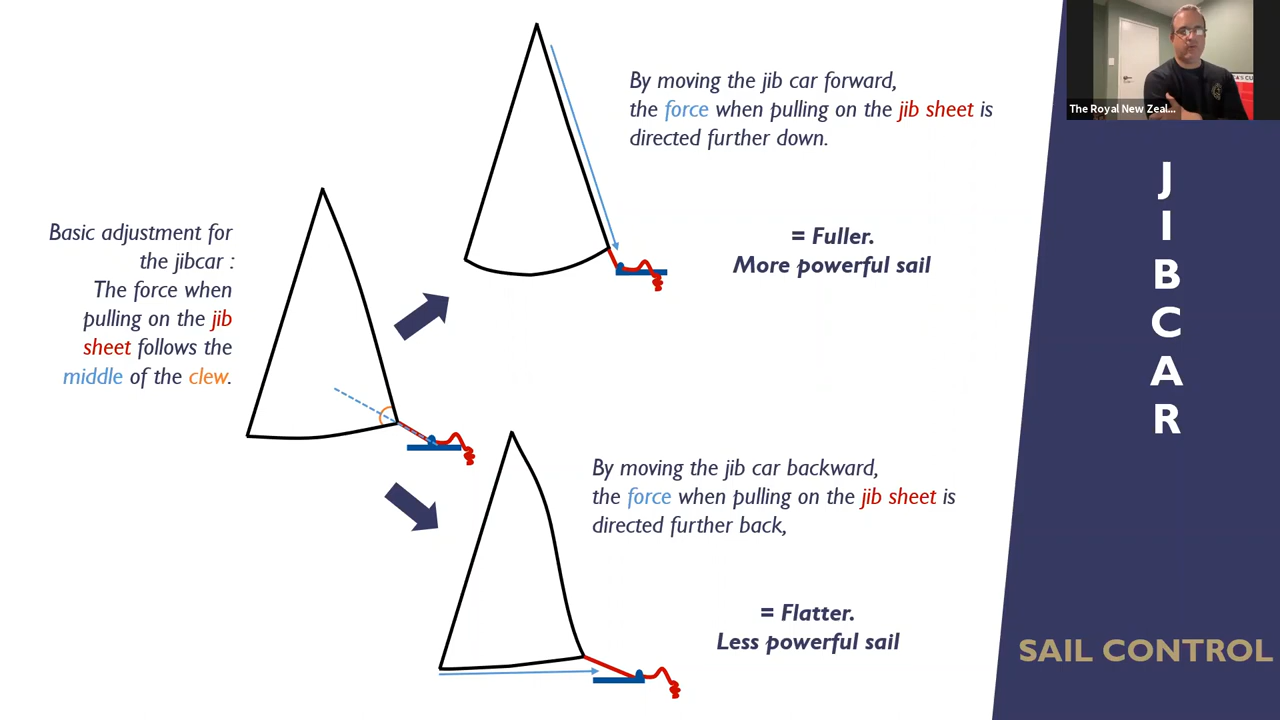 By moving the jib car forward,
the force when pulling on the jib sheet is
directed further down.
= Fuller.
More powerful sail
Basic adjustment for
the jibcar :
The force when
pulling on the jib
sheet follows the
middle of the clew.
By moving the jib car backward,
the force when pulling on the jib sheet is
directed further back,
= Flatter.
Less powerful sail
The Royal New Zeal...
J
I
B
C
A
R
SAIL CONTROL